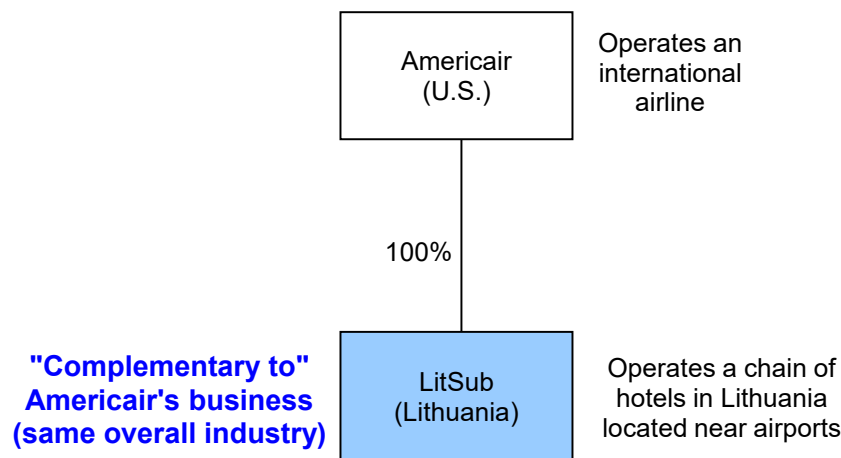 Americair
(U.S.)
Operates an
international
airline
100%
"Complementary to"
Americair's business
(same overall industry)
LitSub
(Lithuania)
Operates a chain of
hotels in Lithuania
located near airports